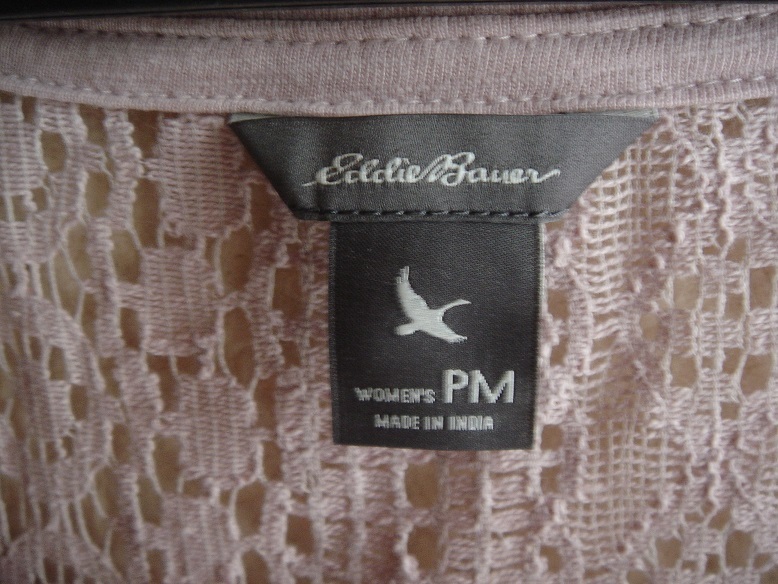 Eddie Bauer
WOMEN'S PM
MADE IN INDIA